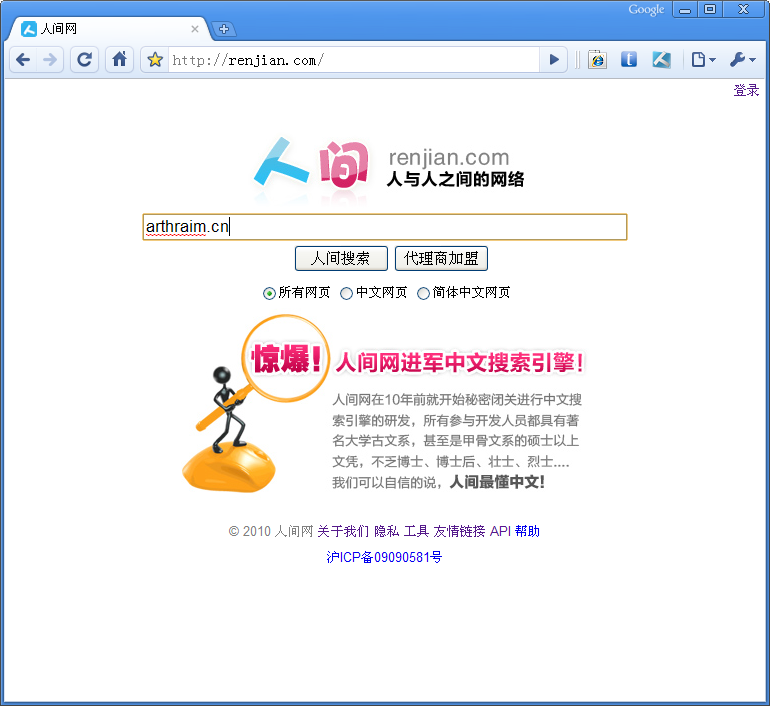 Google
人间网
http://renjian.com/
登录
人间
renjian.com
人与人之间的网络
arthraim.cn
人间搜索 代理商加盟
所有网页 中文网页 简体中文网页
惊爆! 人间网进军中文搜索引擎!
人间网在10年前就开始秘密闭关进行中文搜
索引擎的研发，所有参与开发人员都具有著
名大学古文系，甚至是甲骨文系的硕士以上
文凭，不乏博士、博士后、壮士、烈士....
我们可以自信的说，人间最懂中文!
© 2010 人间网 关于我们 隐私 工具 友情链接 API 帮助
沪ICP备09090581号